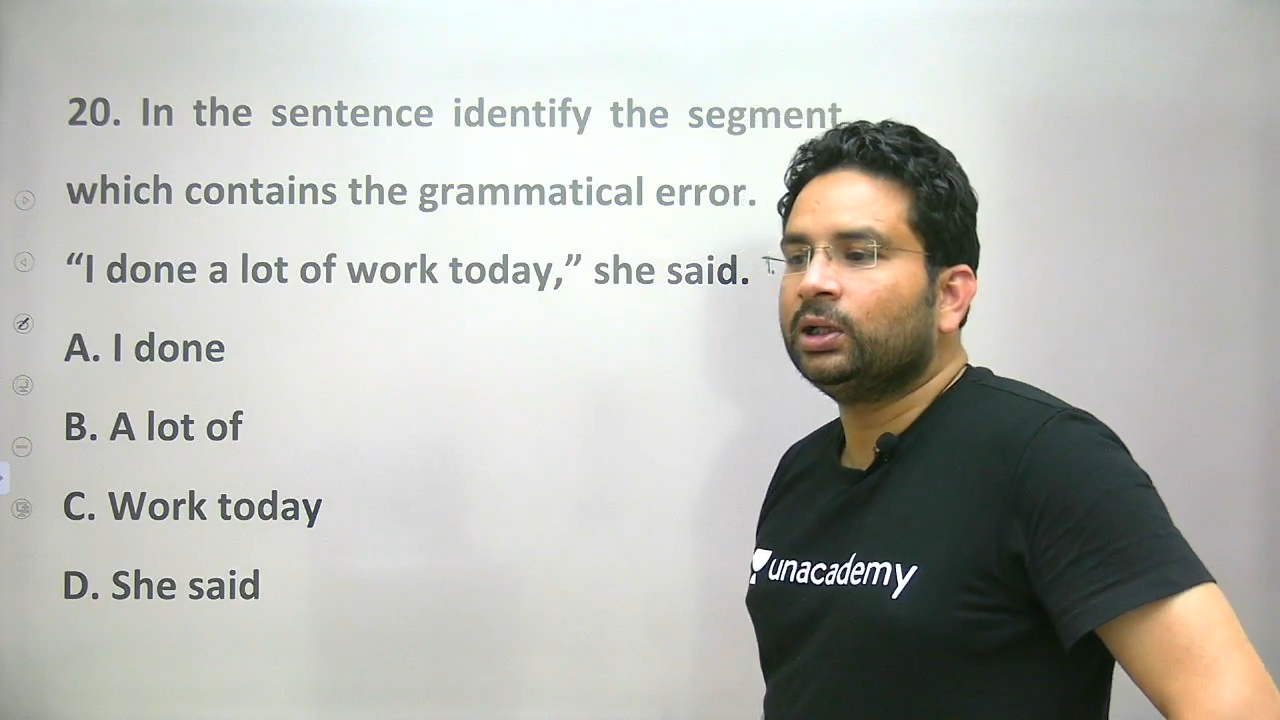 20. In the sentence identify the segment
which contains the grammatical error.
“I done a lot of work today,” she said.
A. I done
B. A lot of
C. Work today
D. She said
unacademy